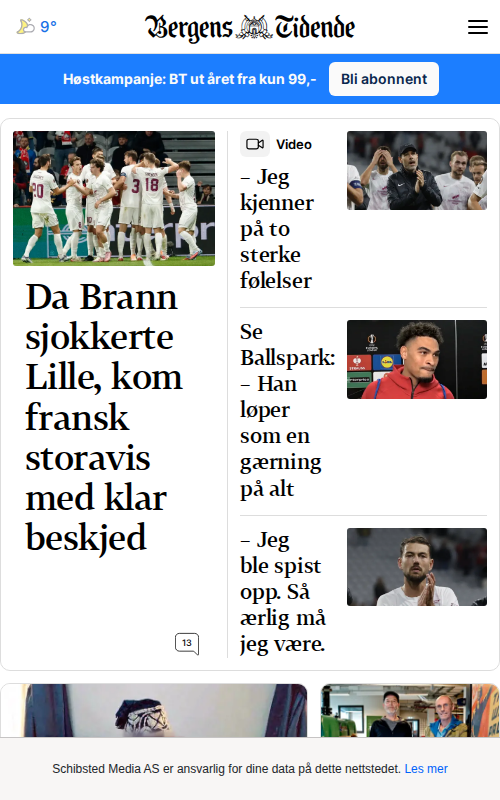 9°
Bergens Tidende
Høstkampanje: BT ut året fra kun 99,-
Bli abonnent
Da Brann
sjokkerte
Lille, kom
fransk
storavis
med klar
beskjed
13
Video
– Jeg
kjenner
på to
sterke
følelser
Se
Ballspark:
– Han
løper
som en
gærning
på alt
– Jeg
ble spist
opp. Så
ærlig må
jeg være.
Schibsted Media AS er ansvarlig for dine data på dette nettstedet. Les mer